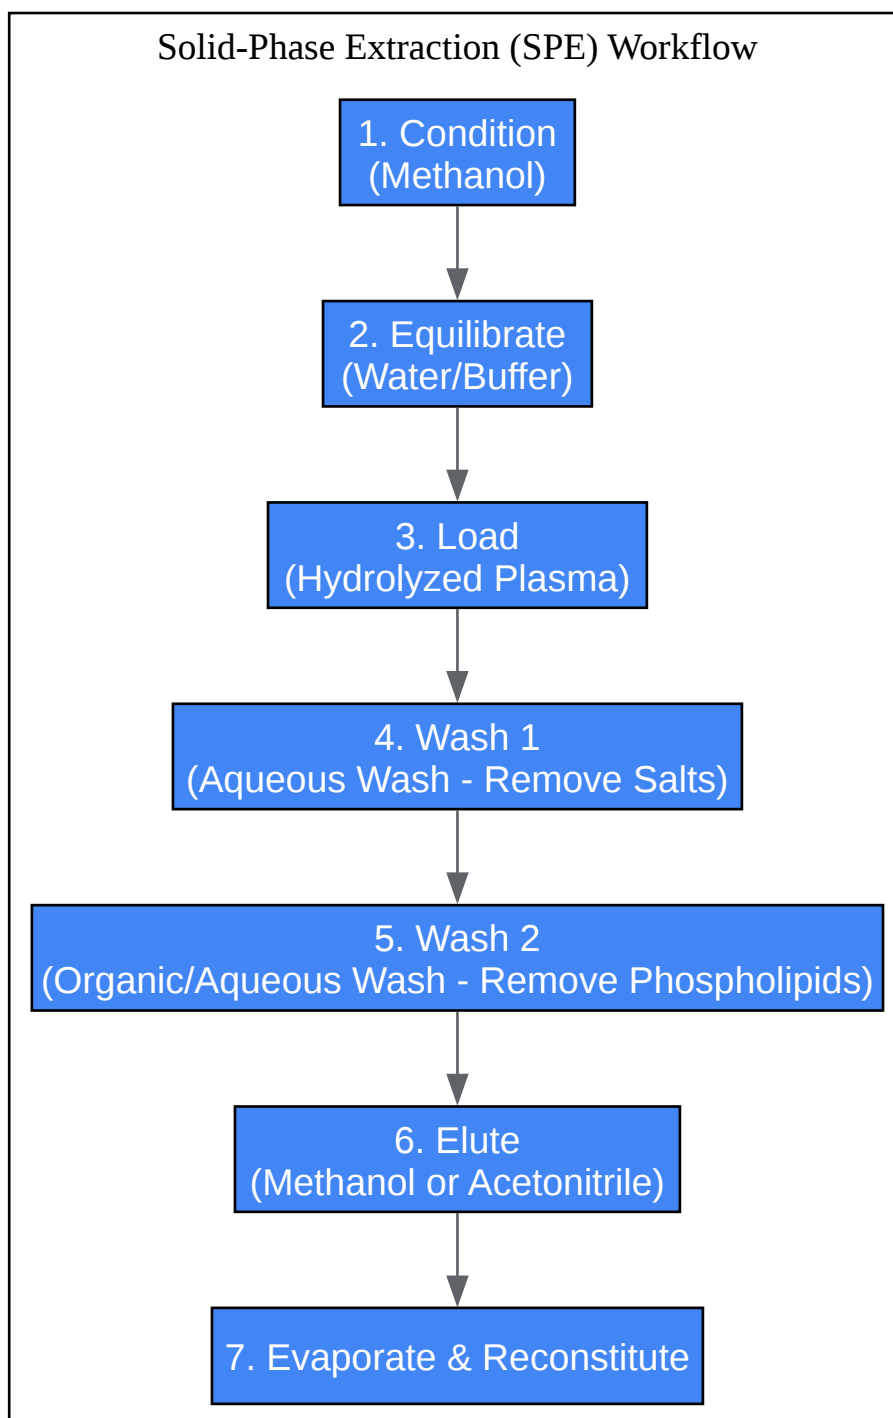 Solid-Phase Extraction (SPE) Workflow
1. Condition
(Methanol)
2. Equilibrate
(Water/Buffer)
3. Load
(Hydrolyzed Plasma)
4. Wash 1
(Aqueous Wash - Remove Salts)
5. Wash 2
(Organic/Aqueous Wash - Remove Phospholipids)
6. Elute
(Methanol or Acetonitrile)
7. Evaporate & Reconstitute